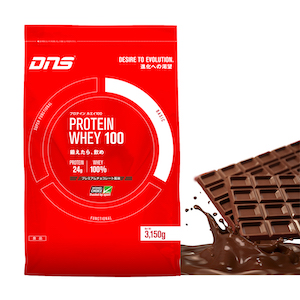 DNS
DESIRE TO EVOLUTION.
進化への渇望
BASIC
プロテイン ホエイ100
PROTEIN
WHEY 100
鍛えたら、飲め
PROTEIN
24g
WHEY
100%
プレミアムチョコレート風味
FUNCTIONAL
3,150g